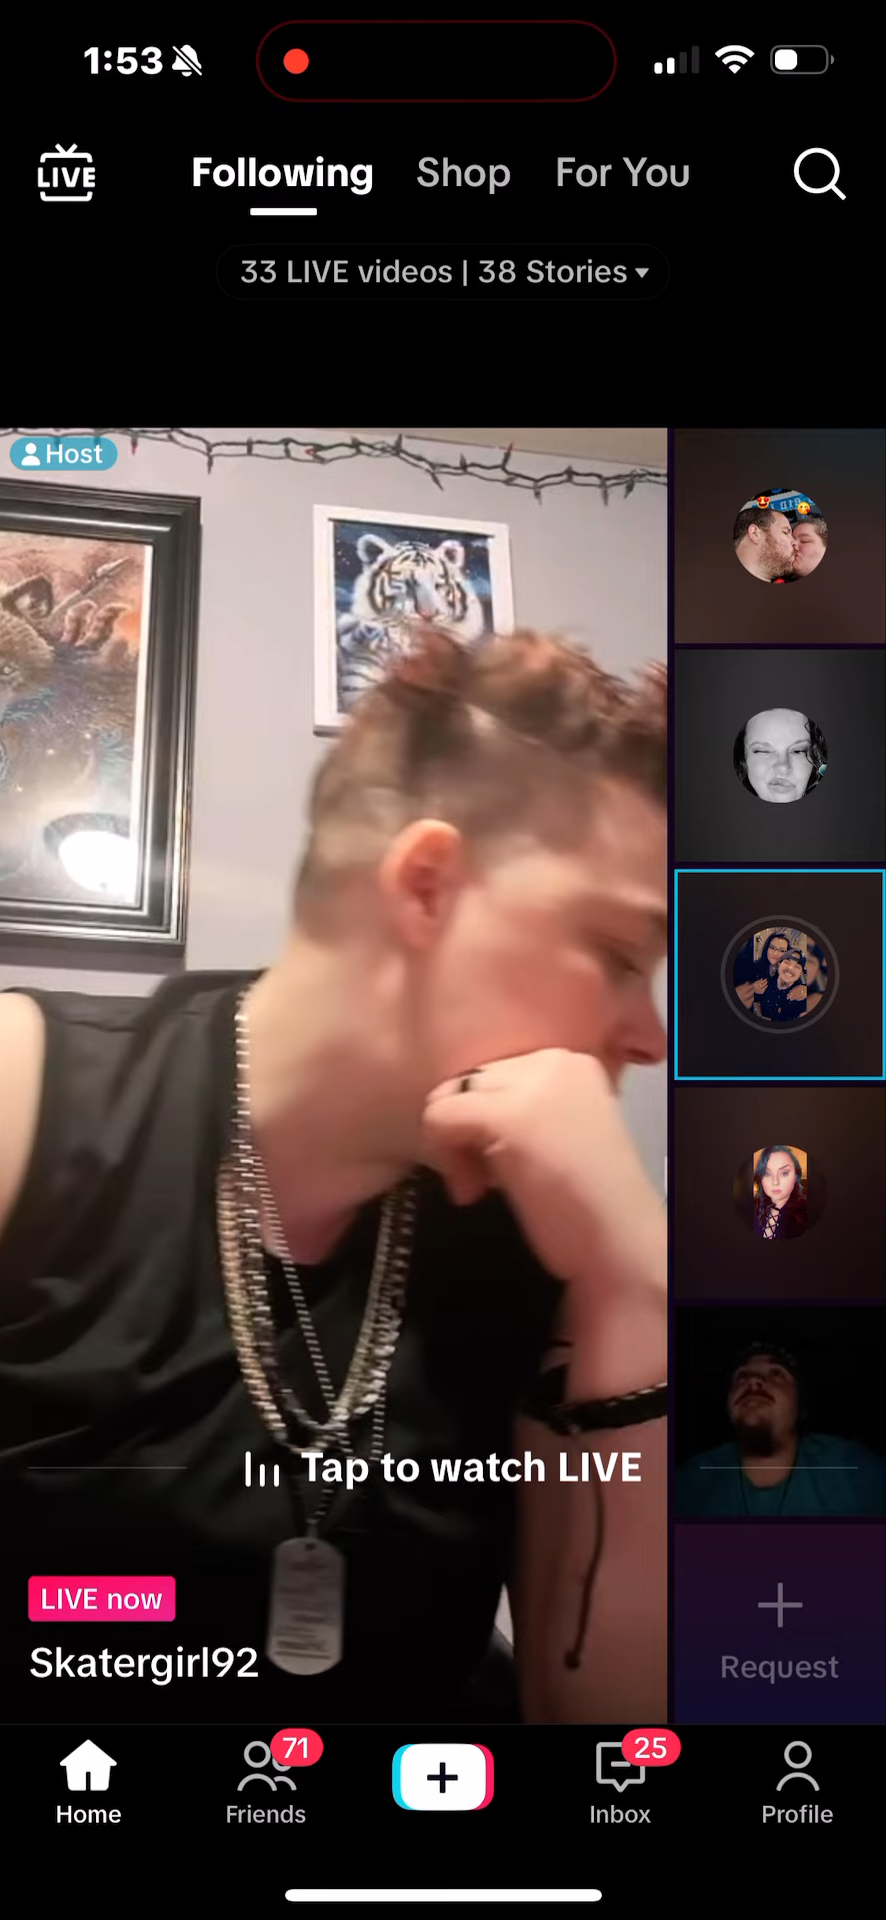 1:53
LIVE
Following
Shop
For You
33 LIVE videos | 38 Stories
Host
Tap to watch LIVE
LIVE now
Skatergirl92
Request
71
25
Home
Friends
Inbox
Profile